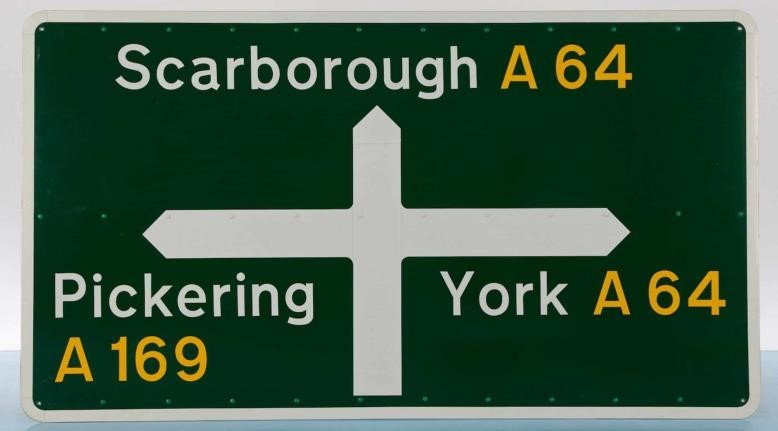 Scarborough A 64
Pickering
A 169
York A 64